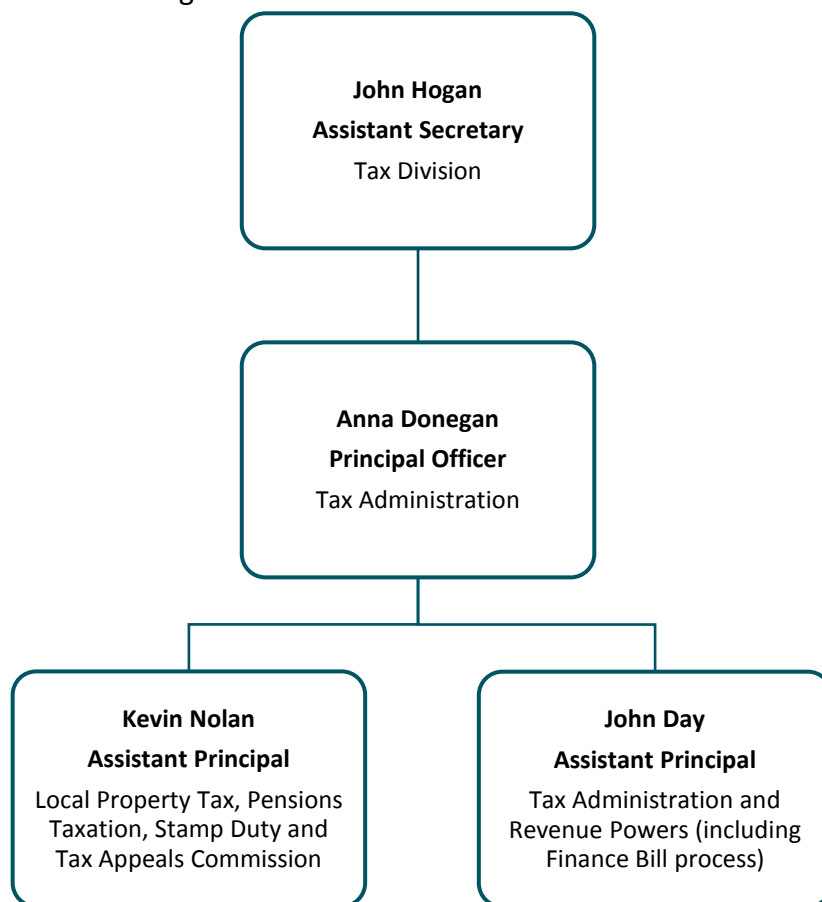 John Hogan
Assistant Secretary
Tax Division
Anna Donegan
Principal Officer
Tax Administration
Kevin Nolan
Assistant Principal
Local Property Tax, Pensions
Taxation, Stamp Duty and
Tax Appeals Commission
John Day
Assistant Principal
Tax Administration and
Revenue Powers (including
Finance Bill process)